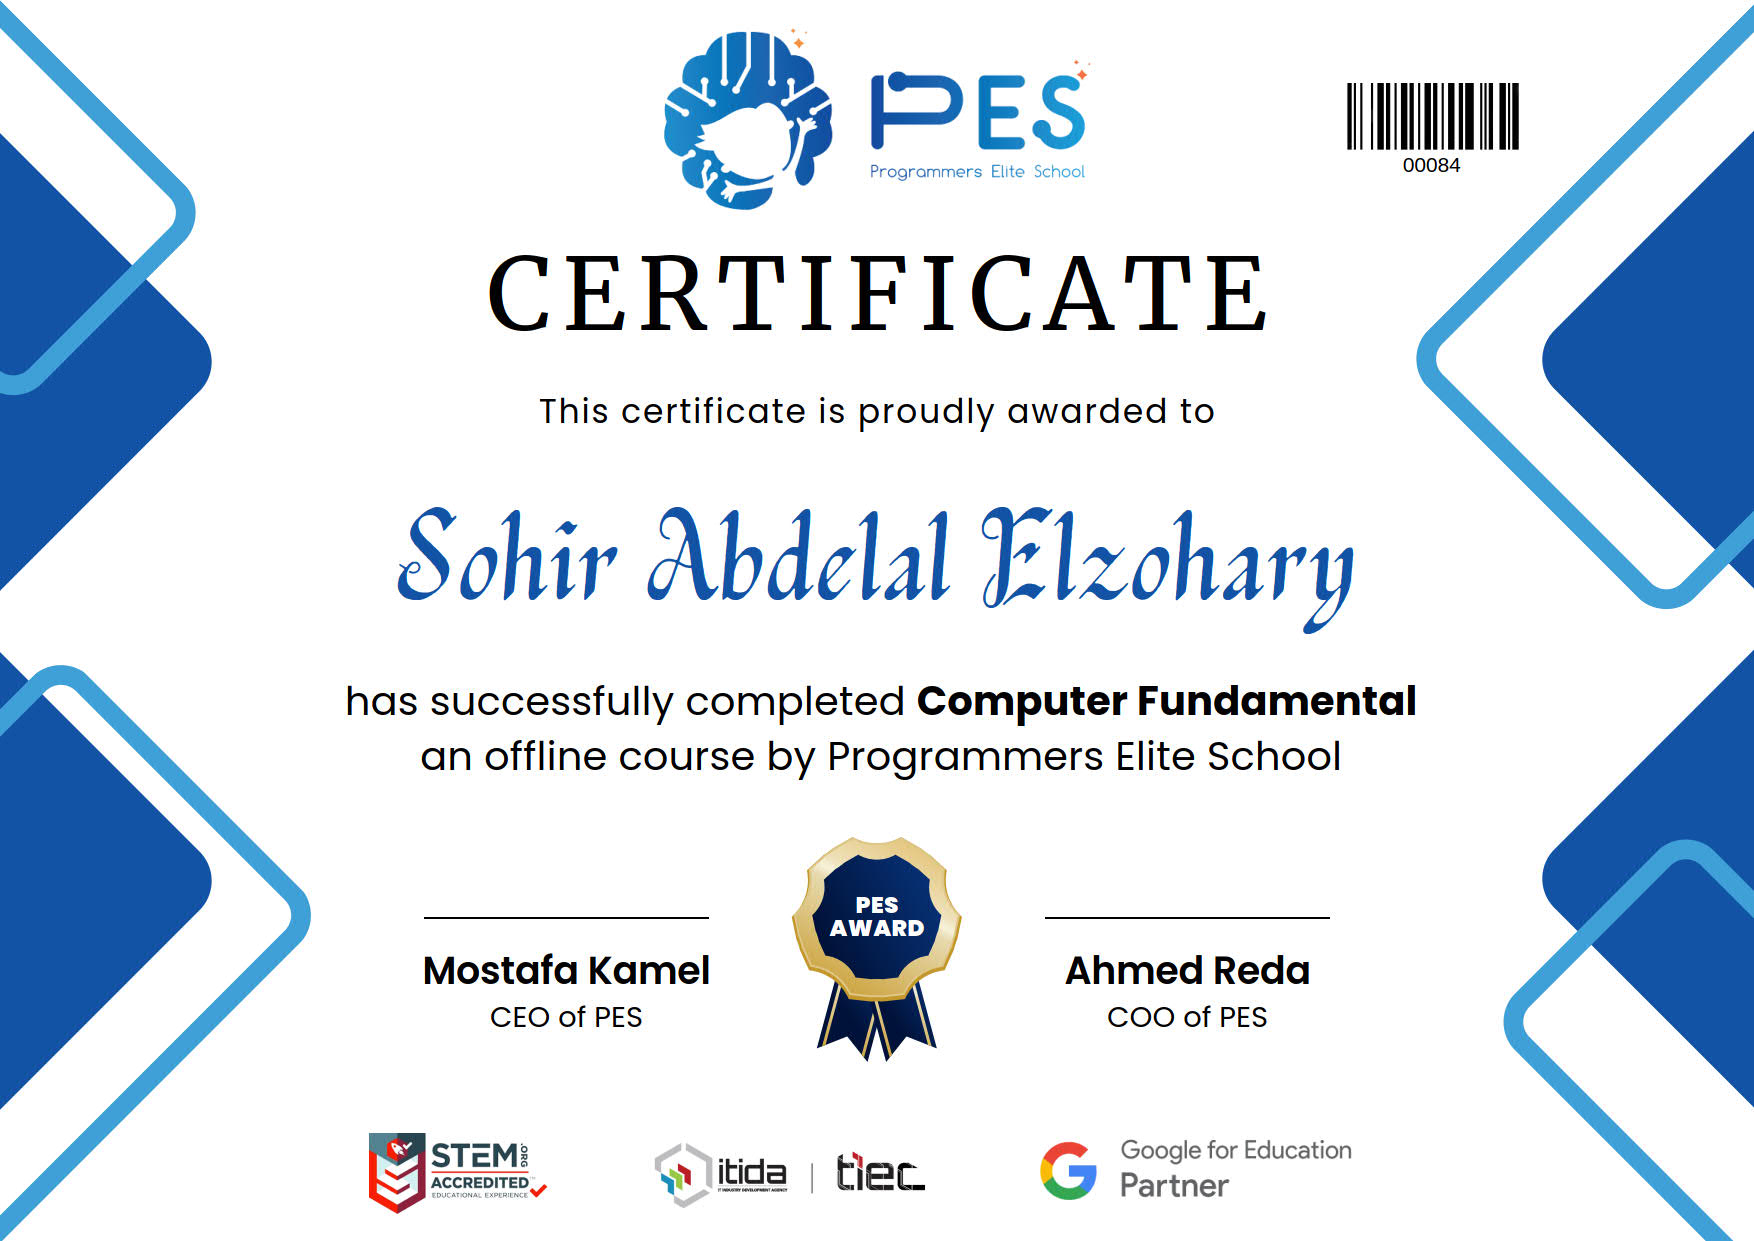 PES
Programmers Elite School
00084
CERTIFICATE
This certificate is proudly awarded to
Sohir Abdelal Elzohary
has successfully completed Computer Fundamental
an offline course by Programmers Elite School
PES
AWARD
Mostafa Kamel
CEO of PES
Ahmed Reda
COO of PES
STEM.ORG
ACCREDITED™
EDUCATIONAL EXPERIENCE
itida
IT INDUSTRY DEVELOPMENT AGENCY
tiec
Google for Education
Partner